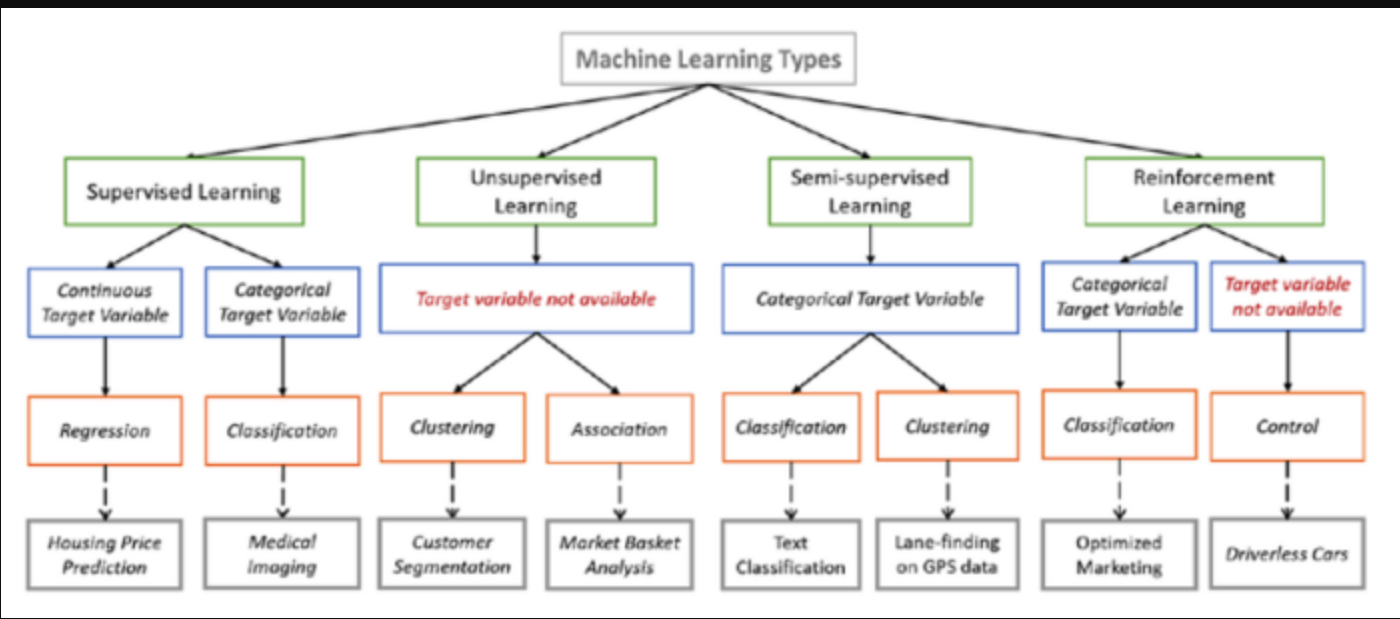 Machine Learning Types
Supervised Learning
Unsupervised
Learning
Semi-supervised
Learning
Reinforcement
Learning
Continuous
Target Variable
Categorical
Target Variable
Target variable not available
Categorical Target Variable
Categorical
Target Variable
Target variable
not available
Regression
Classification
Clustering
Association
Classification
Clustering
Classification
Control
Housing Price
Prediction
Medical
Imaging
Customer
Segmentation
Market Basket
Analysis
Text
Classification
Lane-finding
on GPS data
Optimized
Marketing
Driverless Cars